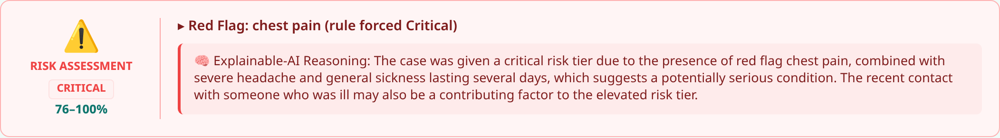 RISK ASSESSMENT
CRITICAL
76–100%
▸ Red Flag: chest pain (rule forced Critical)
🧠 Explainable-AI Reasoning: The case was given a critical risk tier due to the presence of red flag chest pain, combined with
severe headache and general sickness lasting several days, which suggests a potentially serious condition. The recent contact
with someone who was ill may also be a contributing factor to the elevated risk tier.